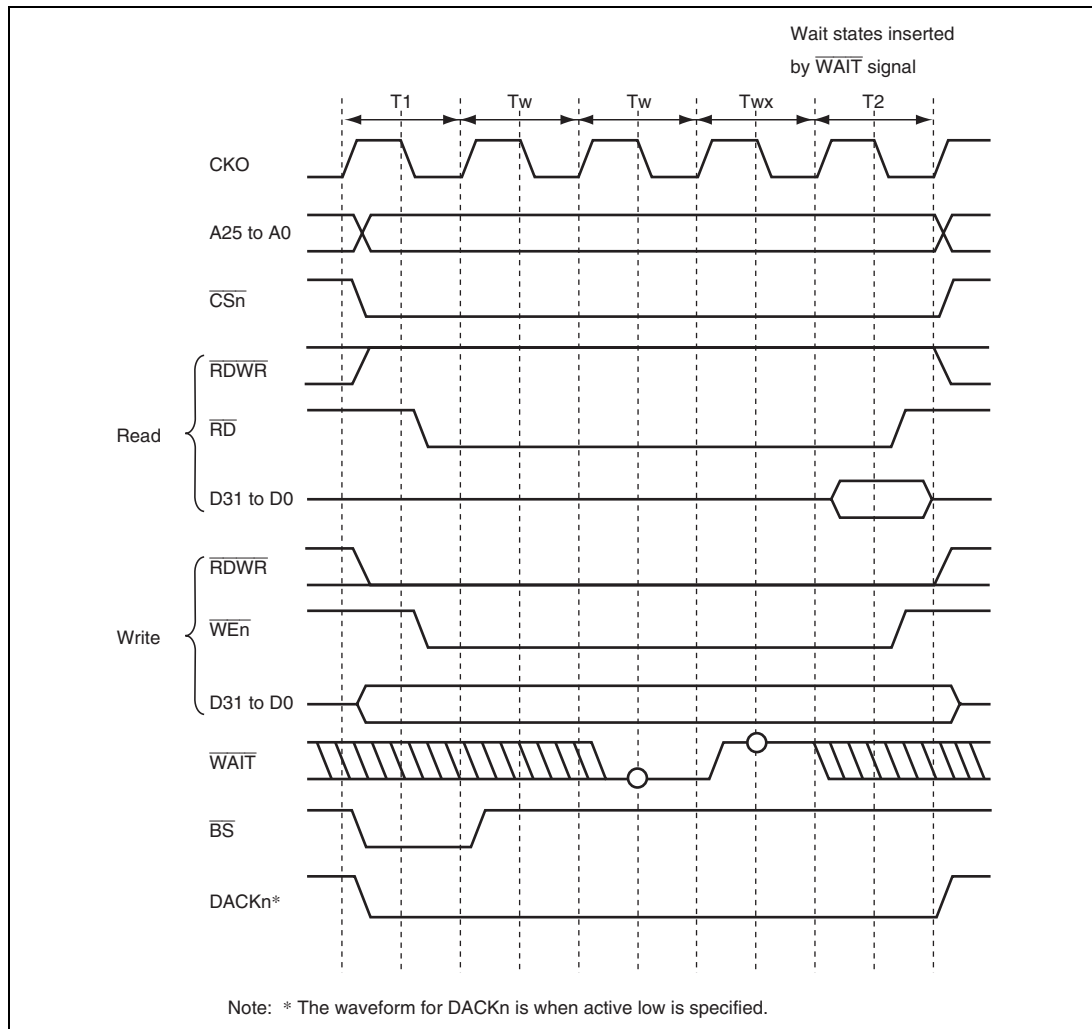 Wait states inserted
by WAIT signal
T1 Tw Tw Twx T2
CKO
A25 to A0
CSn
RDWR
Read
RD
D31 to D0
RDWR
Write
WEn
D31 to D0
WAIT
BS
DACKn*
Note: * The waveform for DACKn is when active low is specified.